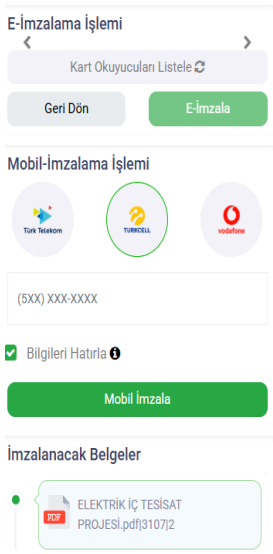 E-İmzalama İşlemi
Kart Okuyucuları Listele
Geri Dön
E-İmzala
Mobil-İmzalama İşlemi
Türk Telekom
TURKCELL
vodafone
(5XX) XXX-XXXX
Bilgileri Hatırla
Mobil İmzala
İmzalanacak Belgeler
PDF
ELEKTRİK İÇ TESİSAT
PROJESİ.pdf|3107|2